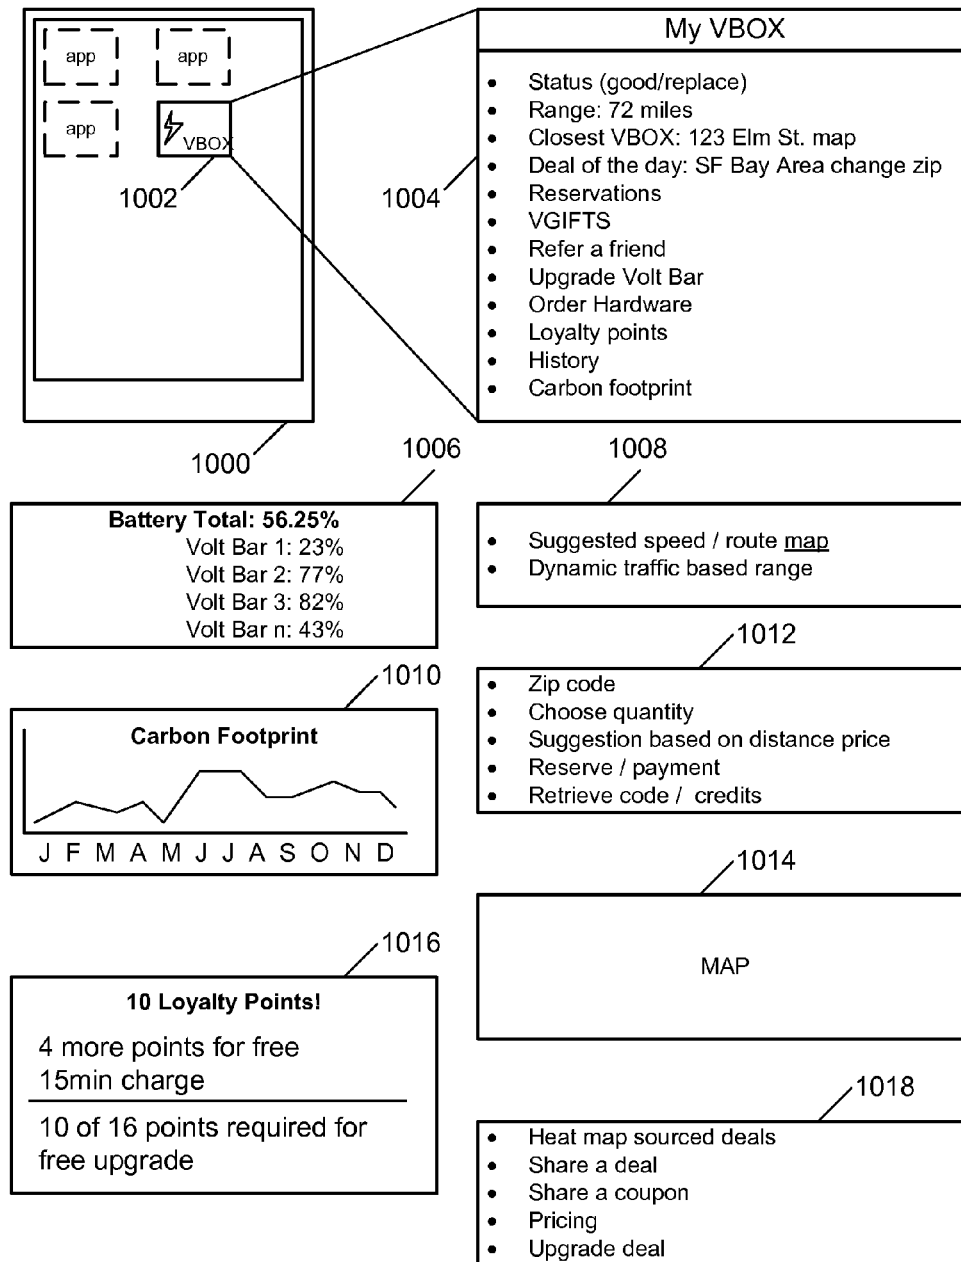 app
app
app
VBOX
1002
1000
My VBOX
• Status (good/replace)
• Range: 72 miles
• Closest VBOX: 123 Elm St. map
• Deal of the day: SF Bay Area change zip
• Reservations
• VGIFTS
• Refer a friend
• Upgrade Volt Bar
• Order Hardware
• Loyalty points
• History
• Carbon footprint
1004
1006
Battery Total: 56.25%
Volt Bar 1: 23%
Volt Bar 2: 77%
Volt Bar 3: 82%
Volt Bar n: 43%
1008
• Suggested speed / route map
• Dynamic traffic based range
1010
Carbon Footprint
J F M A M J J A S O N D
1012
• Zip code
• Choose quantity
• Suggestion based on distance price
• Reserve / payment
• Retrieve code / credits
1014
MAP
1016
10 Loyalty Points!
4 more points for free
15min charge
10 of 16 points required for
free upgrade
1018
• Heat map sourced deals
• Share a deal
• Share a coupon
• Pricing
• Upgrade deal